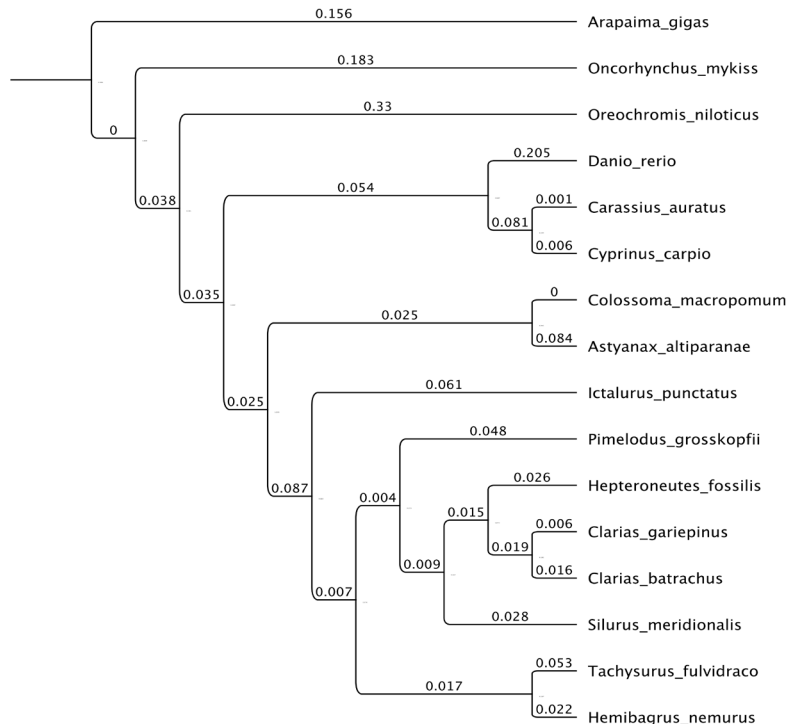 0.156
Arapaima_gigas
0.183
Oncorhynchus_mykiss
0
0.33
Oreochromis_niloticus
0.205
Danio_rerio
0.054
0.038
0.001
Carassius_auratus
0.081
0.006
Cyprinus_carpio
0
Colossoma_macropomum
0.035
0.025
0.084
Astyanax_altiparanae
0.061
Ictalurus_punctatus
0.025
0.048
Pimelodus_grosskopfii
0.087
0.004
0.026
Hepteroneutes_fossilis
0.015
0.006
Clarias_gariepinus
0.019
0.009
0.016
Clarias_batrachus
0.007
0.028
Silurus_meridionalis
0.053
Tachysurus_fulvidraco
0.017
0.022
Hemibagrus_nemurus